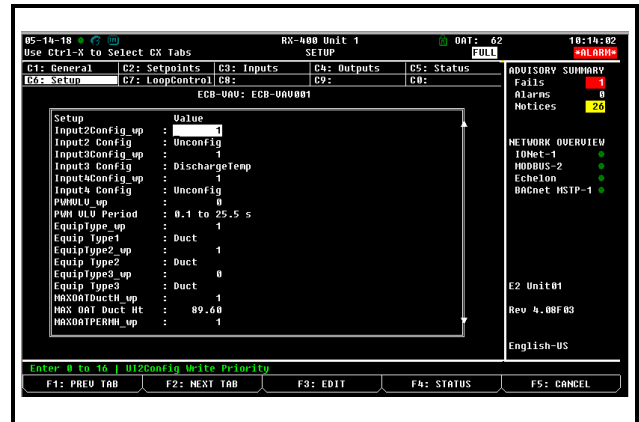 05-14-18 RX-400 Unit 1 OAT: 62 10:14:02
Use Ctrl-X to Select CX Tabs SETUP FULL *ALARM*
C1: General C2: Setpoints C3: Inputs C4: Outputs C5: Status
C6: Setup C7: LoopControl C8: C9: C0:
ECB-VAV: ECB-VAV001
Setup Value
Input2Config_wp : 1
Input2 Config : Unconfig
Input3Config_wp : 1
Input3 Config : DischargeTemp
Input4Config_wp : 1
Input4 Config : Unconfig
PWMVLV_wp : 0
PWM VLV Period : 0.1 to 25.5 s
EquipType_wp : 1
Equip Type1 : Duct
EquipType2_wp : 1
Equip Type2 : Duct
EquipType3_wp : 0
Equip Type3 : Duct
MAXOATDuctH_wp : 1
MAX OAT Duct Ht : 89.60
MAXOATPERMH_wp : 1
ADVISORY SUMMARY
Fails 1
Alarms 0
Notices 26
NETWORK OVERVIEW
IONet-1
MODBUS-2
Echelon
BACnet MSTP-1
E2 Unit01
Rev 4.08F03
English-US
Enter 0 to 16 | UI2Config Write Priority
F1: PREV TAB F2: NEXT TAB F3: EDIT F4: STATUS F5: CANCEL